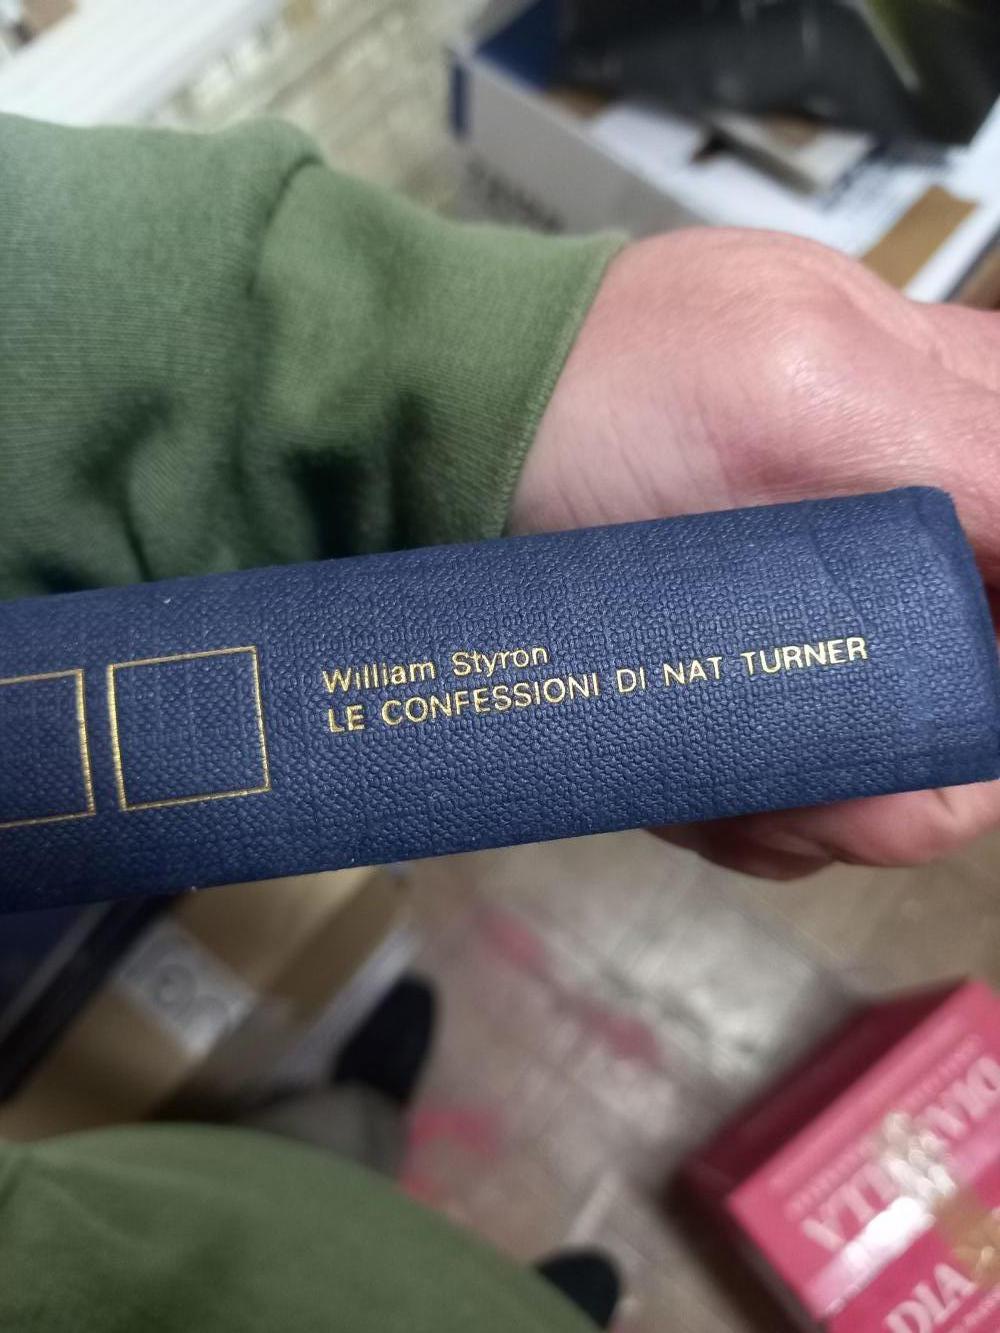 William Styron
LE CONFESSIONI DI NAT TURNER